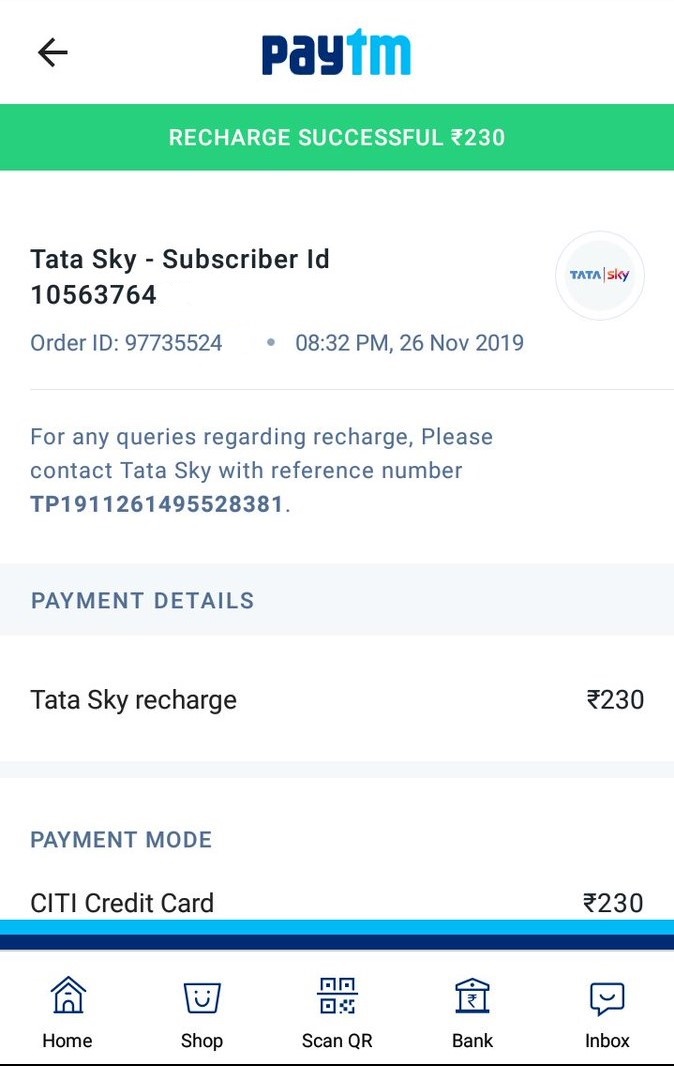 paytm
RECHARGE SUCCESSFUL ₹230
Tata Sky - Subscriber Id
10563764
TATA sky
Order ID: 97735524 • 08:32 PM, 26 Nov 2019
For any queries regarding recharge, Please
contact Tata Sky with reference number
TP1911261495528381.
PAYMENT DETAILS
Tata Sky recharge ₹230
PAYMENT MODE
CITI Credit Card ₹230
Home Shop Scan QR Bank Inbox